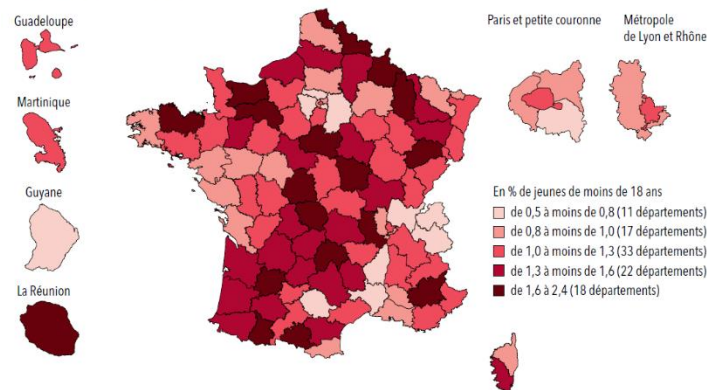 Guadeloupe
Martinique
Guyane
La Réunion
Paris et petite couronne
Métropole
de Lyon et Rhône
En % de jeunes de moins de 18 ans
de 0,5 à moins de 0,8 (11 départements)
de 0,8 à moins de 1,0 (17 départements)
de 1,0 à moins de 1,3 (33 départements)
de 1,3 à moins de 1,6 (22 départements)
de 1,6 à 2,4 (18 départements)